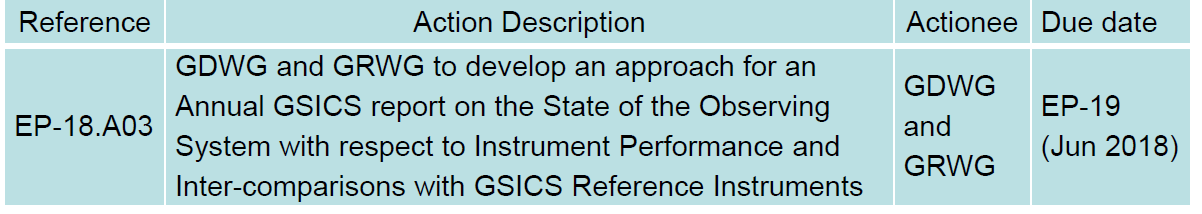 Reference Action Description Actionee Due date
EP-18.A03
GDWG and GRWG to develop an approach for an
Annual GSICS report on the State of the Observing
System with respect to Instrument Performance and
Inter-comparisons with GSICS Reference Instruments
GDWG
and
GRWG
EP-19
(Jun 2018)